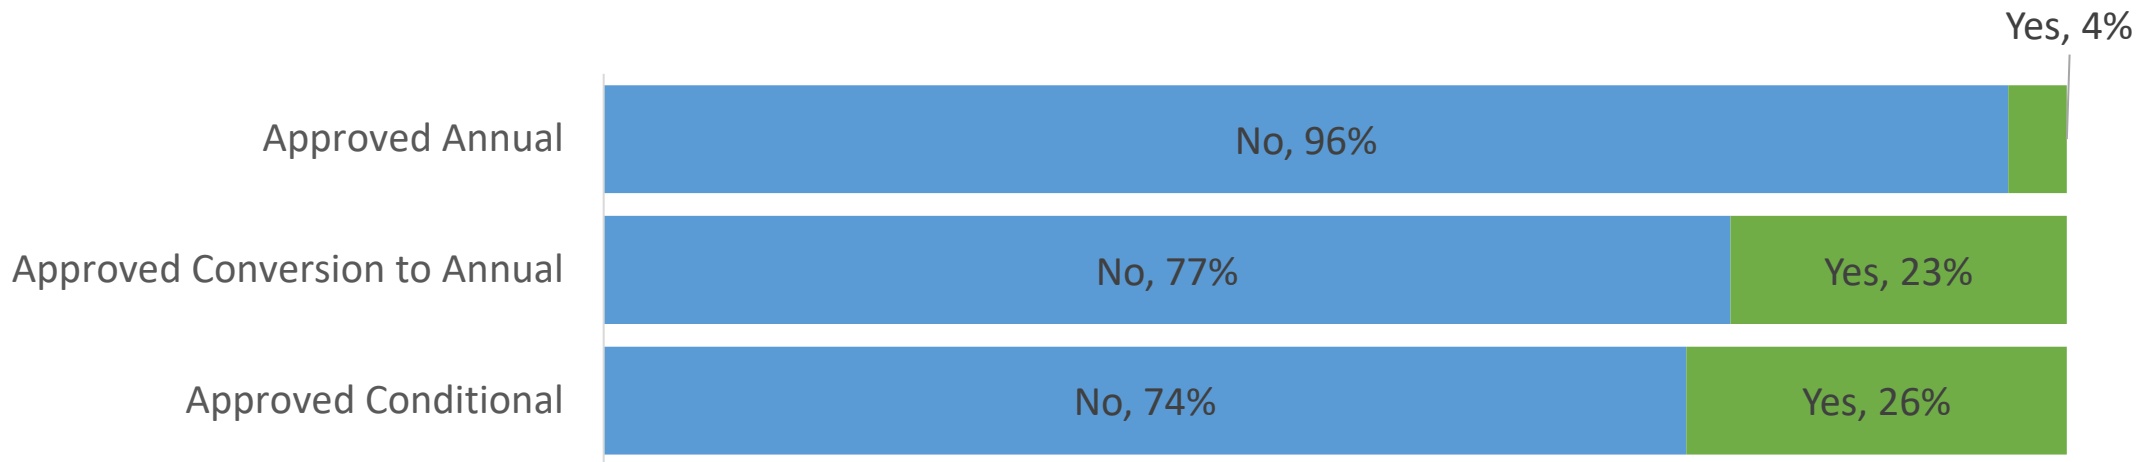 Yes, 4%
Approved Annual
No, 96%
Approved Conversion to Annual
No, 77%
Yes, 23%
Approved Conditional
No, 74%
Yes, 26%